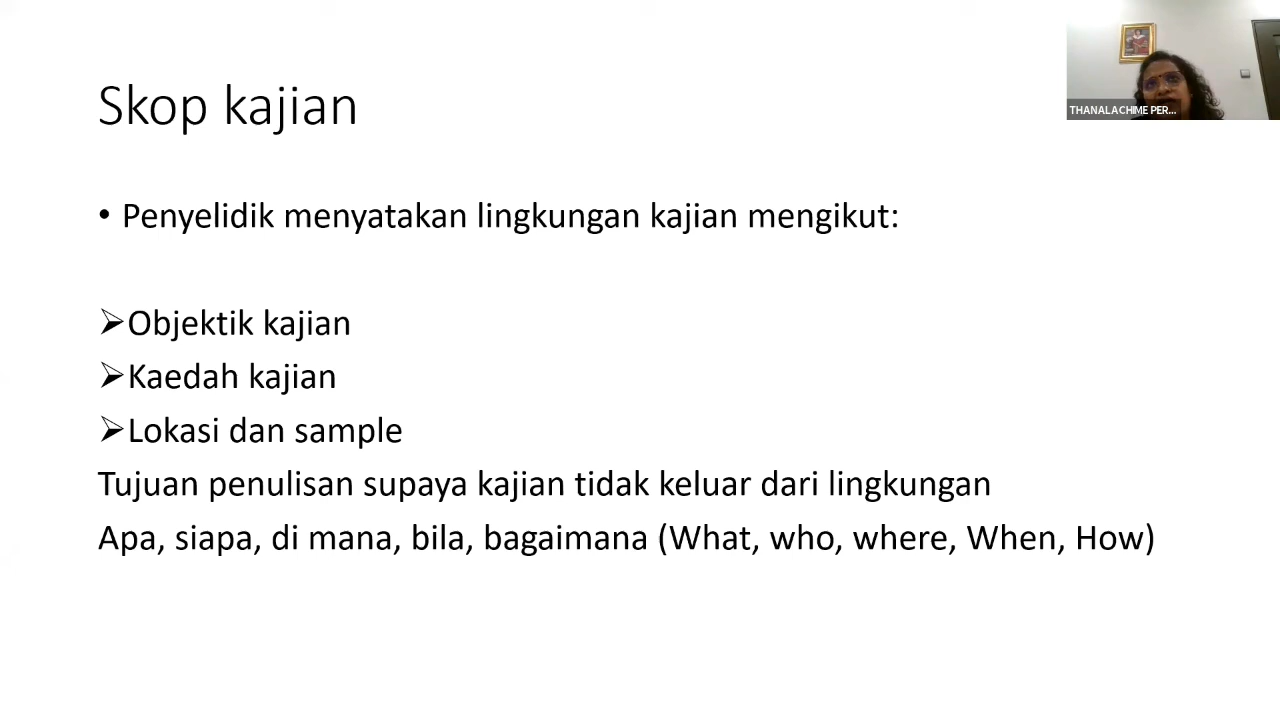 Skop kajian
THANALACHIME PER...
• Penyelidik menyatakan lingkungan kajian mengikut:
➢Objektik kajian
➢Kaedah kajian
➢Lokasi dan sample
Tujuan penulisan supaya kajian tidak keluar dari lingkungan
Apa, siapa, di mana, bila, bagaimana (What, who, where, When, How)